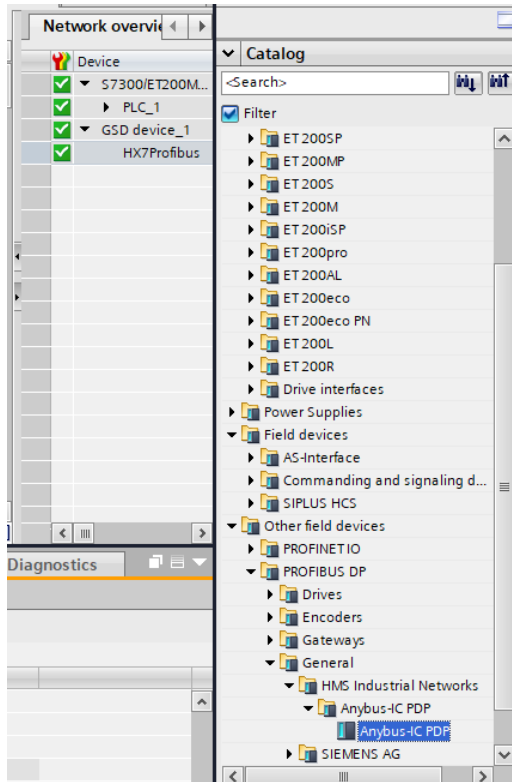 Network overvie
Device
S7300/ET200M...
PLC_1
GSD device_1
HX7Profibus
Diagnostics
Catalog
<Search>
Filter
ET 200SP
ET 200MP
ET 200S
ET 200M
ET 200iSP
ET 200pro
ET 200AL
ET 200eco
ET 200eco PN
ET 200L
ET 200R
Drive interfaces
Power Supplies
Field devices
AS-Interface
Commanding and signaling d...
SIPLUS HCS
Other field devices
PROFINET IO
PROFIBUS DP
Drives
Encoders
Gateways
General
HMS Industrial Networks
Anybus-IC PDP
Anybus-IC PDP
SIEMENS AG